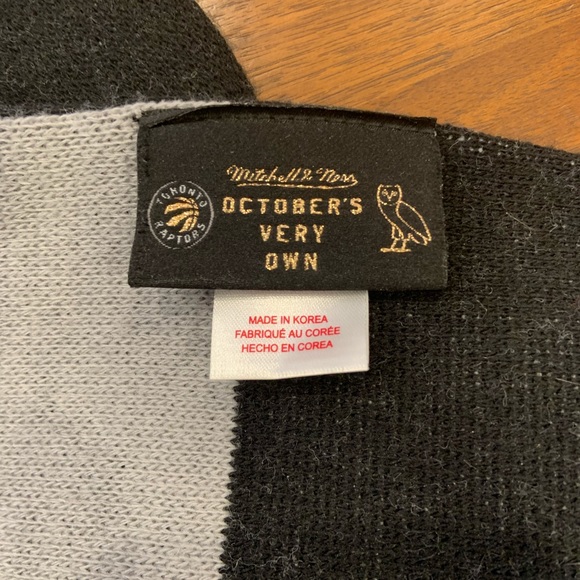 Mitchell & Ness
TORONTO
RAPTORS
OCTOBER'S
VERY
OWN
MADE IN KOREA
FABRIQUÉ AU CORÉE
HECHO EN COREA